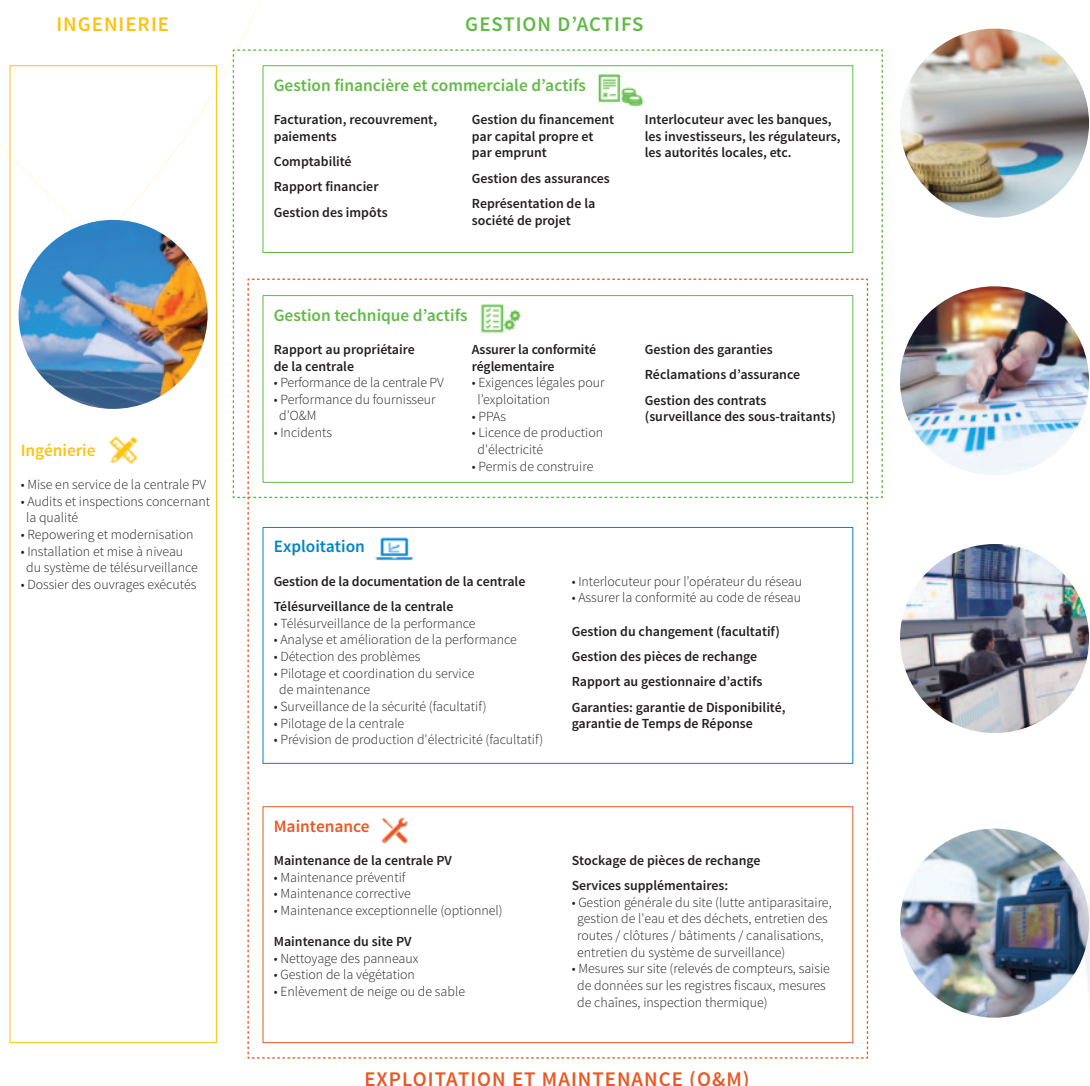 INGENIERIE
GESTION D'ACTIFS
Gestion financière et commerciale d'actifs
Facturation, recouvrement,
paiements
Comptabilité
Rapport financier
Gestion des impôts
Gestion du financement
par capital propre et
par emprunt
Gestion des assurances
Représentation de la
société de projet
Interlocuteur avec les banques,
les investisseurs, les régulateurs,
les autorités locales, etc.
Gestion technique d'actifs
Rapport au propriétaire
de la centrale
• Performance de la centrale PV
• Performance du fournisseur
d'O&M
• Incidents
Assurer la conformité
réglementaire
• Exigences légales pour
l'exploitation
• PPAs
• Licence de production
d'électricité
• Permis de construire
Gestion des garanties
Réclamations d'assurance
Gestion des contrats
(surveillance des sous-traitants)
Ingénierie
• Mise en service de la centrale PV
• Audits et inspections concernant
la qualité
• Repowering et modernisation
• Installation et mise à niveau
du système de télésurveillance
• Dossier des ouvrages exécutés
Exploitation
Gestion de la documentation de la centrale
Télésurveillance de la centrale
• Télésurveillance de la performance
• Analyse et amélioration de la performance
• Détection des problèmes
• Pilotage et coordination du service
de maintenance
• Surveillance de la sécurité (facultatif)
• Pilotage de la centrale
• Prévision de production d'électricité (facultatif)
• Interlocuteur pour l'opérateur du réseau
• Assurer la conformité au code de réseau
Gestion du changement (facultatif)
Gestion des pièces de rechange
Rapport au gestionnaire d'actifs
Garanties: garantie de Disponibilité,
garantie de Temps de Réponse
Maintenance
Maintenance de la centrale PV
• Maintenance préventif
• Maintenance corrective
• Maintenance exceptionnelle (optionnel)
Maintenance du site PV
• Nettoyage des panneaux
• Gestion de la végétation
• Enlèvement de neige ou de sable
Stockage de pièces de rechange
Services supplémentaires:
• Gestion générale du site (lutte antiparasitaire,
gestion de l'eau et des déchets, entretien des
routes / clôtures / bâtiments / canalisations,
entretien du système de surveillance)
• Mesures sur site (relevés de compteurs, saisie
de données sur les registres fiscaux, mesures
de chaînes, inspection thermique)
EXPLOITATION ET MAINTENANCE (O&M)